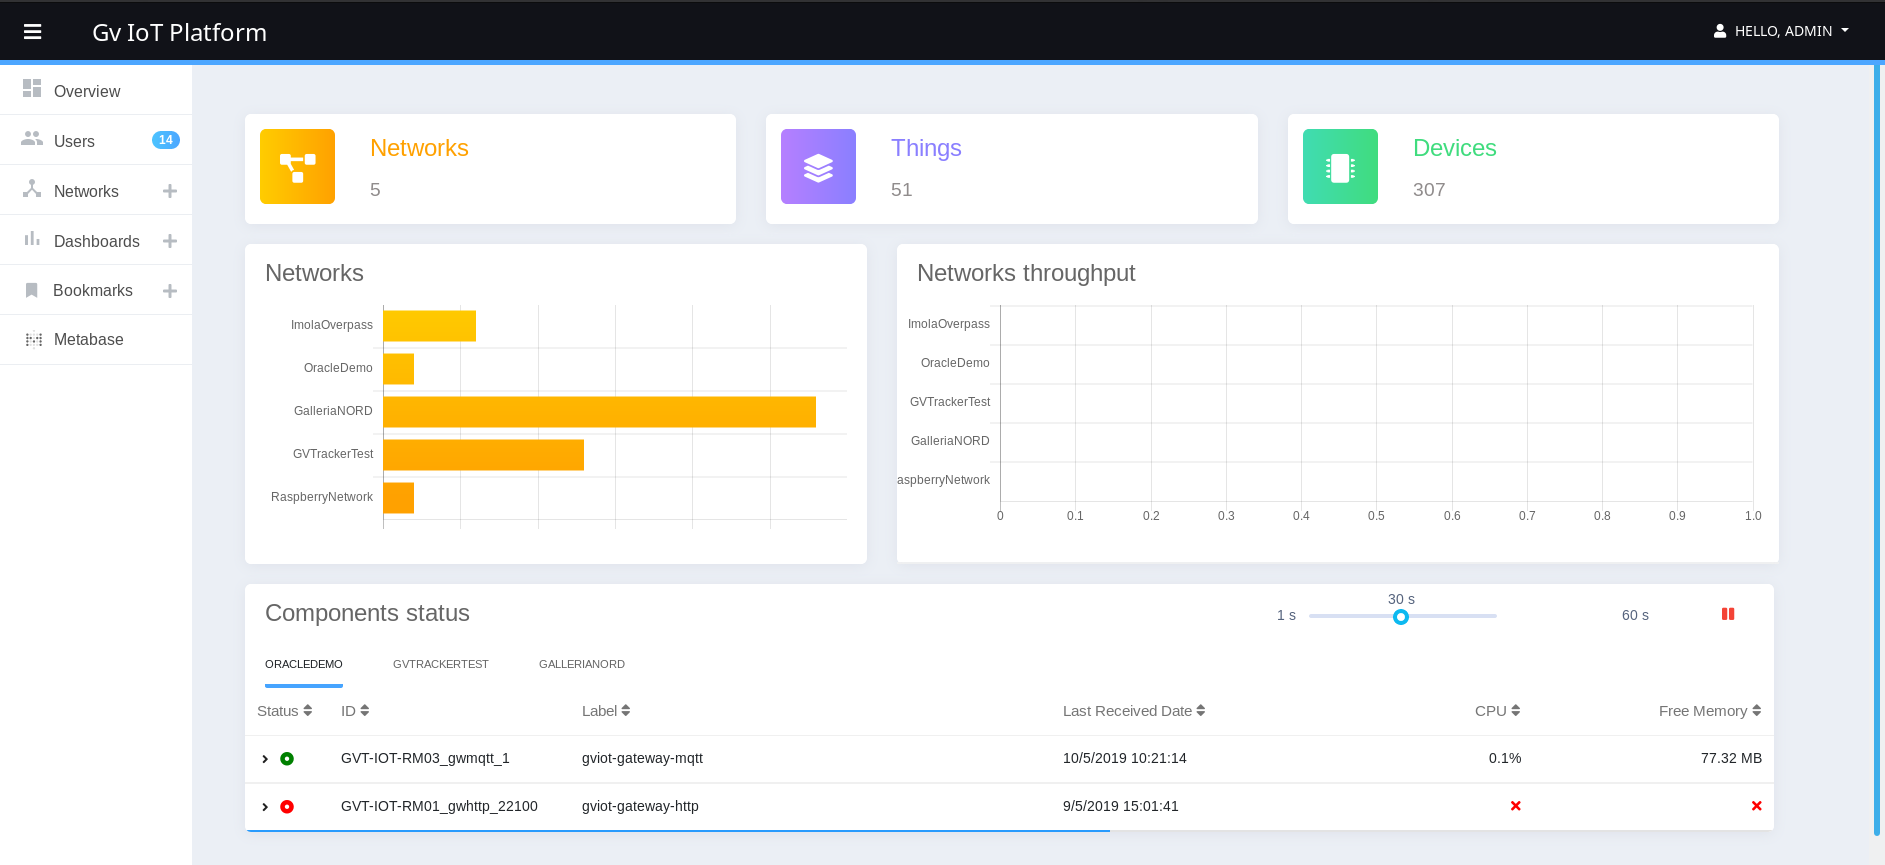 Gv IoT Platform
HELLO, ADMIN
Overview
Users 14
Networks
Dashboards
Bookmarks
Metabase
Networks
5
Things
51
Devices
307
Networks
ImolaOverpass
OracleDemo
GalleriaNORD
GVTrackerTest
RaspberryNetwork
Networks throughput
ImolaOverpass
OracleDemo
GVTrackerTest
GalleriaNORD
aspberryNetwork
0 0.1 0.2 0.3 0.4 0.5 0.6 0.7 0.8 0.9 1.0
Components status
1 s 30 s 60 s
ORACLEDEMO GVTRACKERTEST GALLERIANORD
Status ID Label Last Received Date CPU Free Memory
GVT-IOT-RM03_gwmqtt_1 gviot-gateway-mqtt 10/5/2019 10:21:14 0.1% 77.32 MB
GVT-IOT-RM01_gwhttp_22100 gviot-gateway-http 9/5/2019 15:01:41